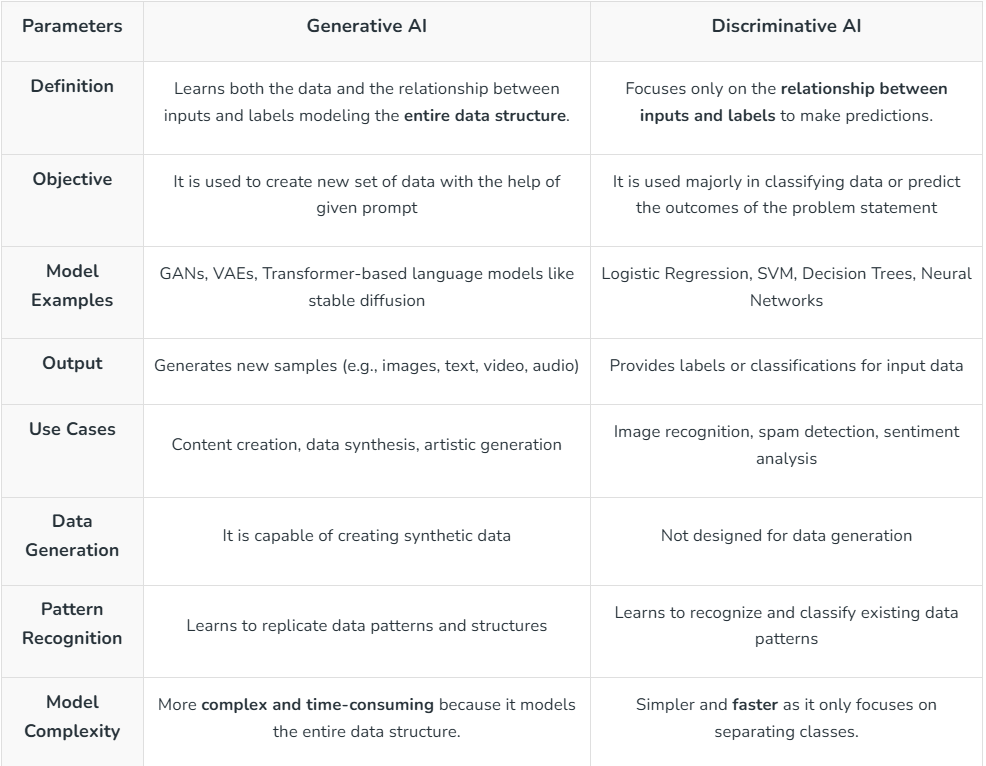 Parameters
Generative AI
Discriminative AI
Definition
Learns both the data and the relationship between
inputs and labels modeling the entire data structure.
Focuses only on the relationship between
inputs and labels to make predictions.
Objective
It is used to create new set of data with the help of
given prompt
It is used majorly in classifying data or predict
the outcomes of the problem statement
Model
Examples
GANs, VAEs, Transformer-based language models like
stable diffusion
Logistic Regression, SVM, Decision Trees, Neural
Networks
Output
Generates new samples (e.g., images, text, video, audio)
Provides labels or classifications for input data
Use Cases
Content creation, data synthesis, artistic generation
Image recognition, spam detection, sentiment
analysis
Data
Generation
It is capable of creating synthetic data
Not designed for data generation
Pattern
Recognition
Learns to replicate data patterns and structures
Learns to recognize and classify existing data
patterns
Model
Complexity
More complex and time-consuming because it models
the entire data structure.
Simpler and faster as it only focuses on
separating classes.